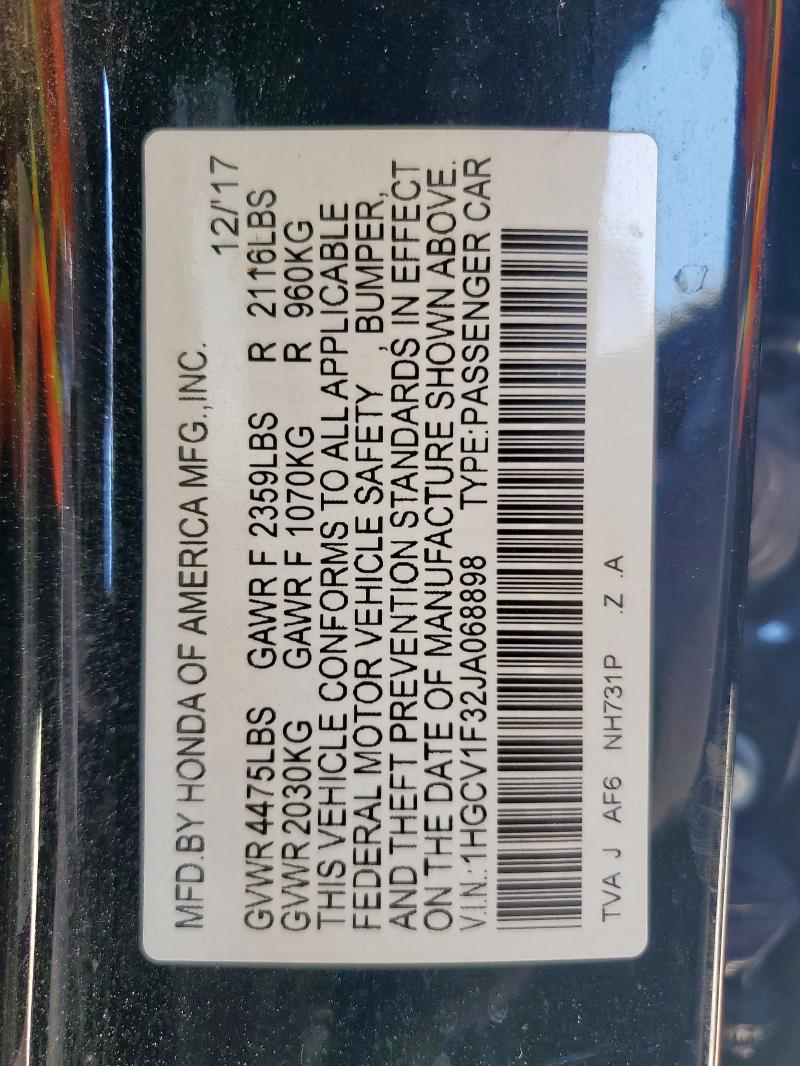 MFD.BY HONDA OF AMERICA MFG.,INC.
12/'17
GVWR 4475LBS GAWR F 2359LBS R 2116LBS
GVWR 2030KG GAWR F 1070KG R 960KG
THIS VEHICLE CONFORMS TO ALL APPLICABLE
FEDERAL MOTOR VEHICLE SAFETY , BUMPER,
AND THEFT PREVENTION STANDARDS IN EFFECT
ON THE DATE OF MANUFACTURE SHOWN ABOVE.
V.I.N.:1HGCV1F32JA068898 TYPE:PASSENGER CAR
TVA J AF6 NH731P .Z .A